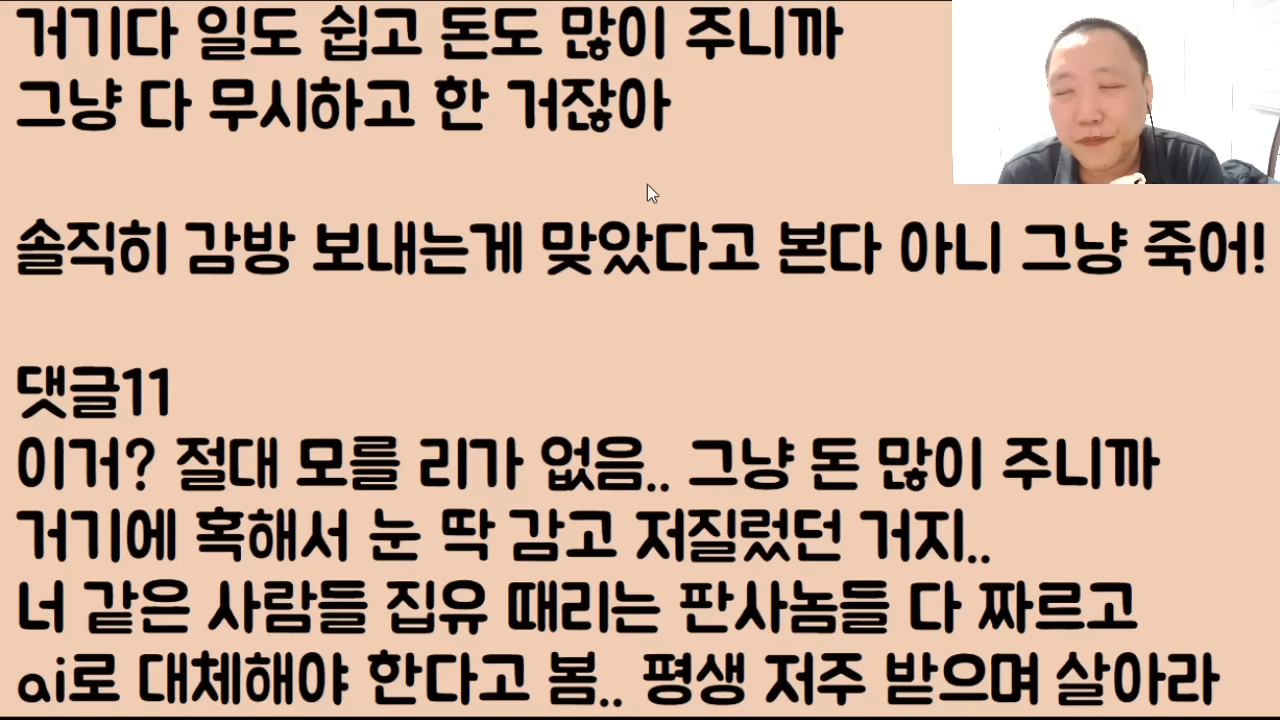 거기다 일도 쉽고 돈도 많이 주니까
그냥 다 무시하고 한 거잖아
솔직히 감방 보내는게 맞았다고 본다 아니 그냥 죽어!
댓글11
이거? 절대 모를 리가 없음.. 그냥 돈 많이 주니까
거기에 혹해서 눈 딱 감고 저질렀던 거지..
너 같은 사람들 집유 때리는 판사놈들 다 짜르고
ai로 대체해야 한다고 봄.. 평생 저주 받으며 살아라